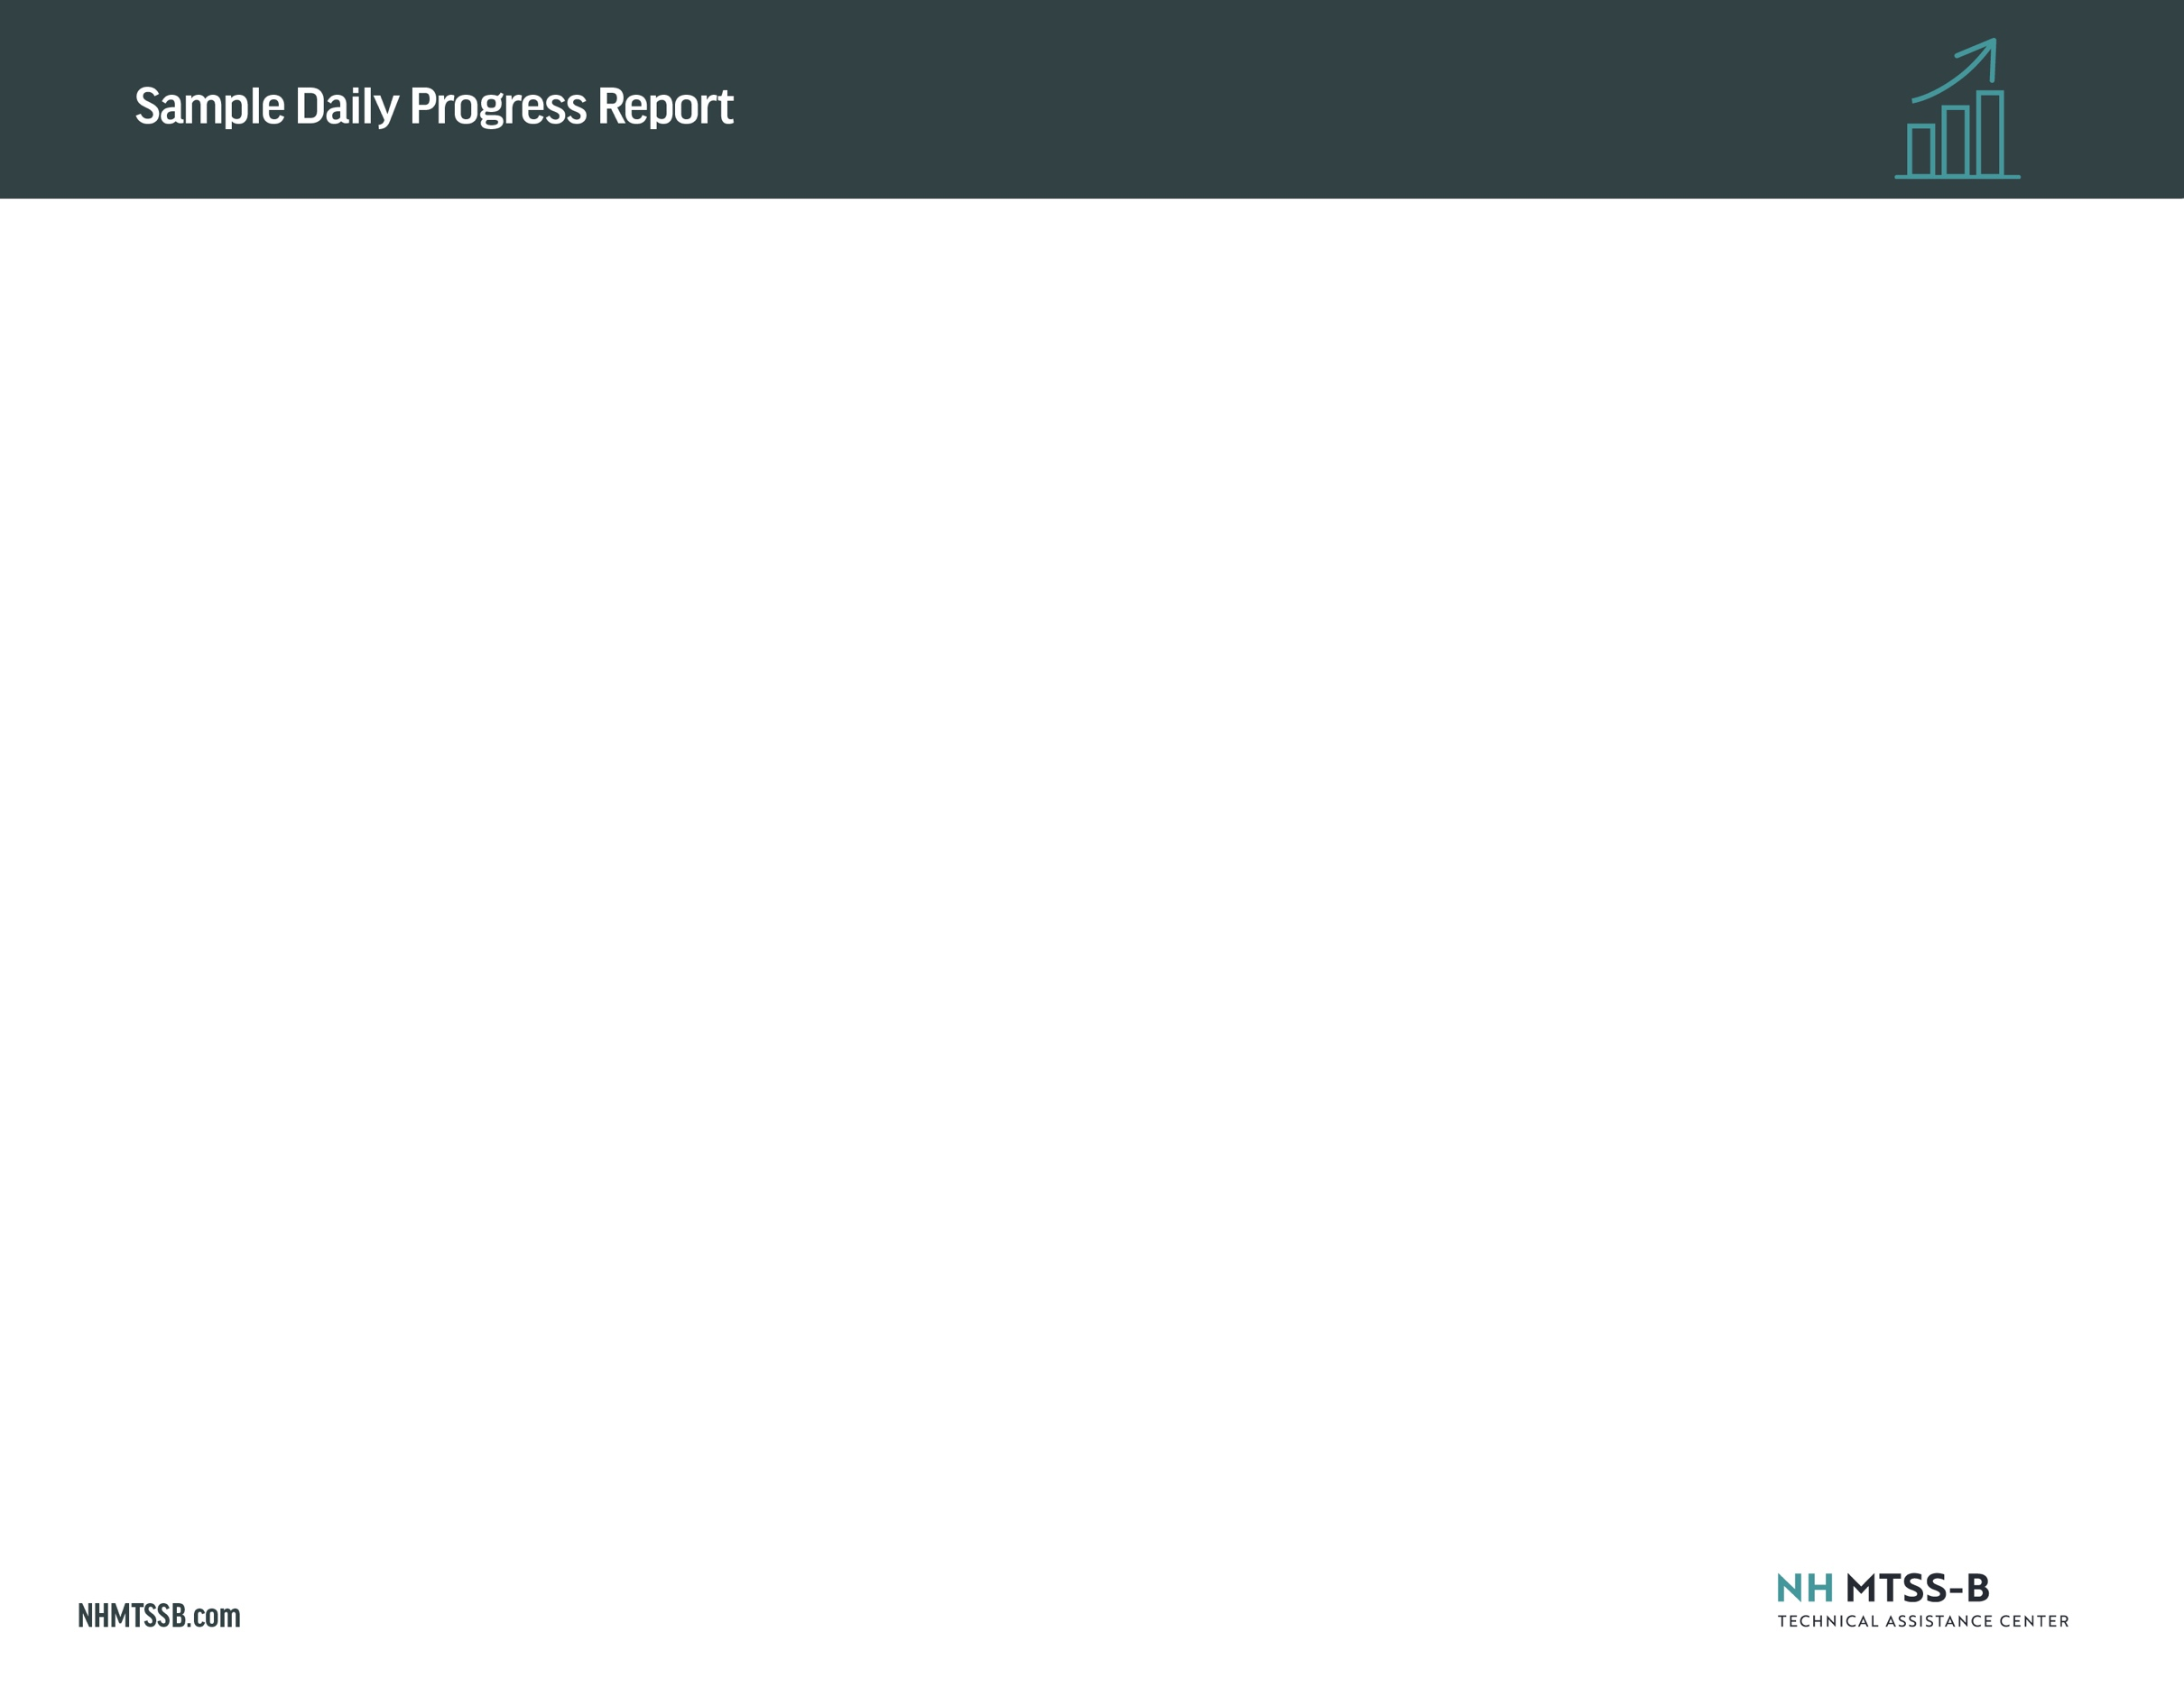 Sample Daily Progress Report
NHMTSSB.com
NH MTSS-B
TECHNICAL ASSISTANCE CENTER